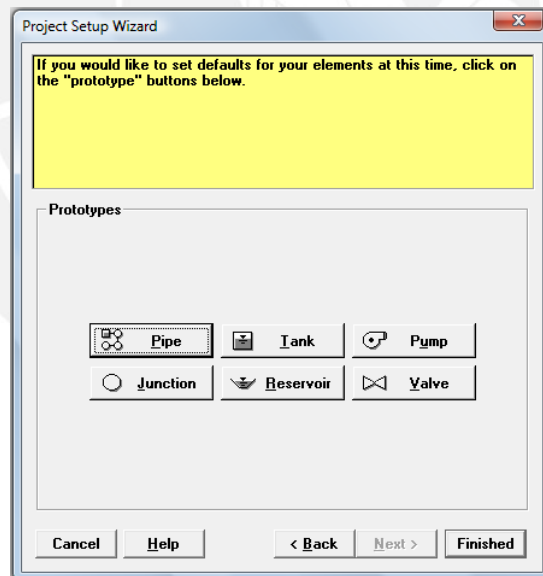 Project Setup Wizard
If you would like to set defaults for your elements at this time, click on
the "prototype" buttons below.
Prototypes
Pipe Tank Pump
Junction Reservoir Valve
Cancel Help < Back Next > Finished